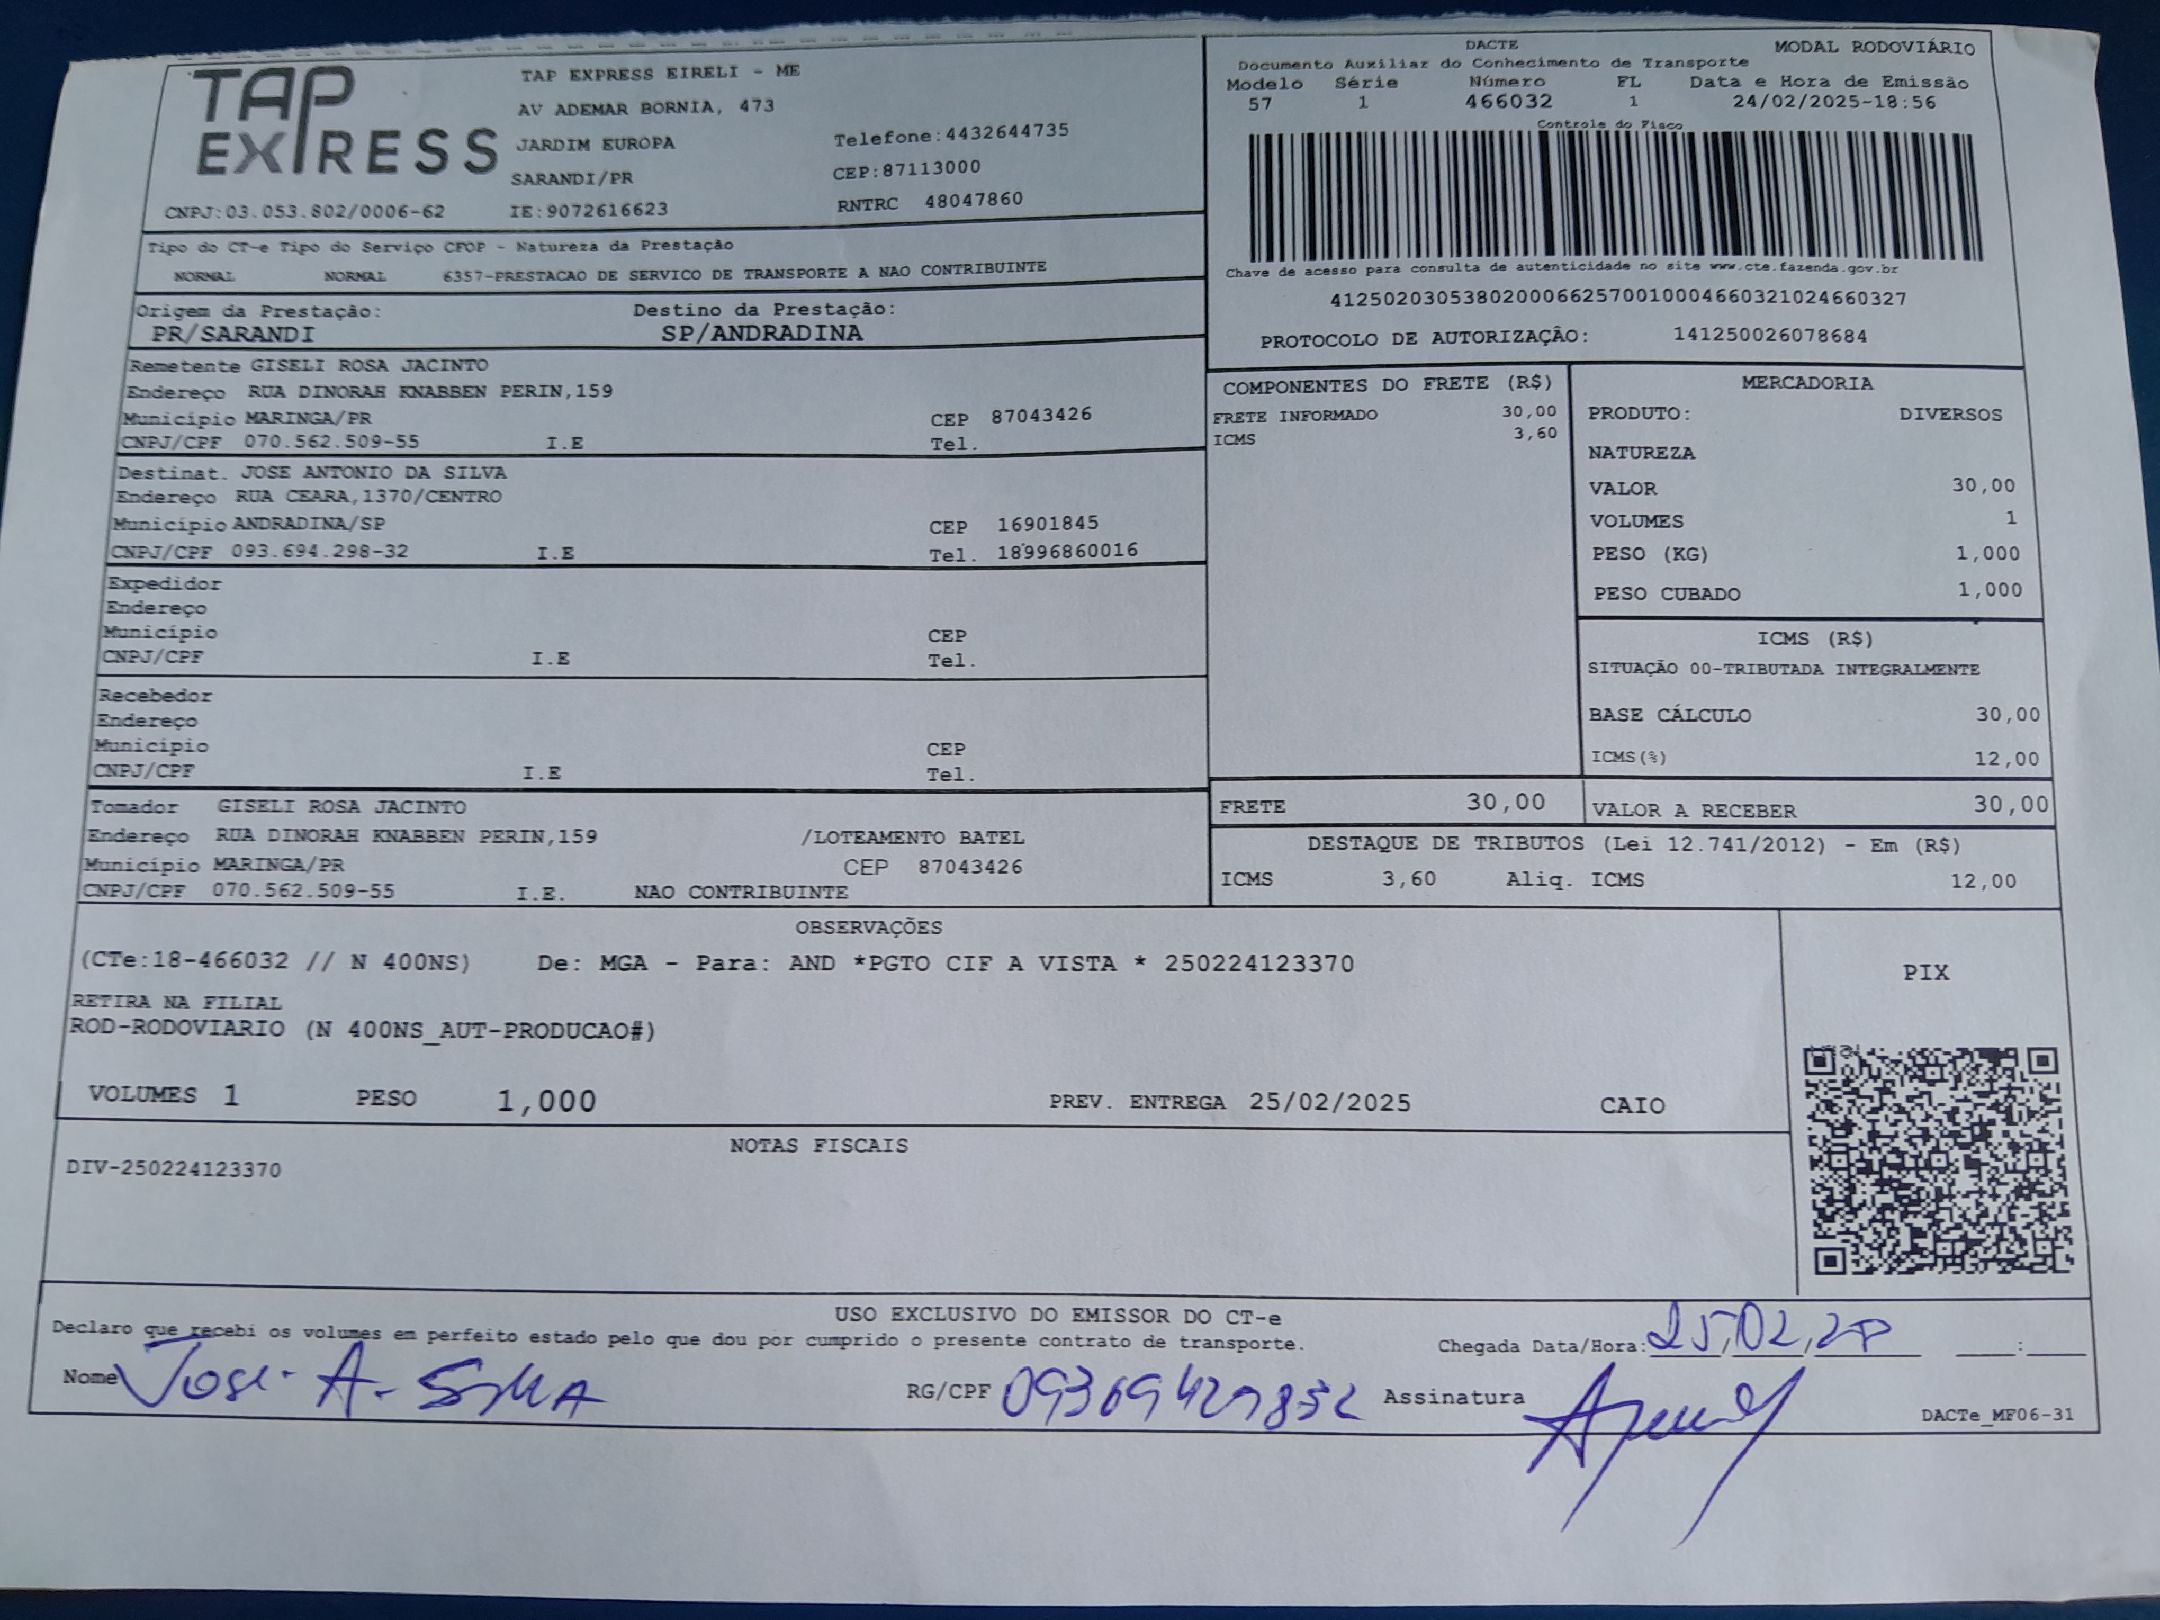 TAP EXPRESS
TAP EXPRESS EIRELI - ME
AV ADEMAR BORNIA, 473
JARDIM EUROPA Telefone:4432644735
SARANDI/PR CEP:87113000
CNPJ:03.053.802/0006-62 IE:9072616623 RNTRC 48047860
DACTE MODAL RODOVIÁRIO
Documento Auxiliar do Conhecimento de Transporte
Modelo Série Número FL Data e Hora de Emissão
57 1 466032 1 24/02/2025-18:56
Controle do Fisco
Chave de acesso para consulta de autenticidade no site www.cte.fazenda.gov.br
41250203053802000662570010004660321024660327
PROTOCOLO DE AUTORIZAÇÃO: 141250026078684
Tipo do CT-e Tipo do Serviço CFOP - Natureza da Prestação
NORMAL NORMAL 6357-PRESTACAO DE SERVICO DE TRANSPORTE A NAO CONTRIBUINTE
Origem da Prestação: Destino da Prestação:
PR/SARANDI SP/ANDRADINA
Remetente GISELI ROSA JACINTO
Endereço RUA DINORAH KNABBEN PERIN,159
Município MARINGA/PR CEP 87043426
CNPJ/CPF 070.562.509-55 I.E Tel.
Destinat. JOSE ANTONIO DA SILVA
Endereço RUA CEARA,1370/CENTRO
Município ANDRADINA/SP CEP 16901845
CNPJ/CPF 093.694.298-32 I.E Tel. 18996860016
Expedidor
Endereço
Município CEP
CNPJ/CPF I.E Tel.
Recebedor
Endereço
Município CEP
CNPJ/CPF I.E Tel.
Tomador GISELI ROSA JACINTO
Endereço RUA DINORAH KNABBEN PERIN,159 /LOTEAMENTO BATEL
Município MARINGA/PR CEP 87043426
CNPJ/CPF 070.562.509-55 I.E. NAO CONTRIBUINTE
COMPONENTES DO FRETE (R$)
FRETE INFORMADO 30,00
ICMS 3,60
MERCADORIA
PRODUTO: DIVERSOS
NATUREZA
VALOR 30,00
VOLUMES 1
PESO (KG) 1,000
PESO CUBADO 1,000
ICMS (R$)
SITUAÇÃO 00-TRIBUTADA INTEGRALMENTE
BASE CÁLCULO 30,00
ICMS(%) 12,00
FRETE 30,00 VALOR A RECEBER 30,00
DESTAQUE DE TRIBUTOS (Lei 12.741/2012) - Em (R$)
ICMS 3,60 Aliq. ICMS 12,00
OBSERVAÇÕES
(CTe:18-466032 // N 400NS) De: MGA - Para: AND *PGTO CIF A VISTA * 250224123370
RETIRA NA FILIAL
ROD-RODOVIARIO (N 400NS_AUT-PRODUCAO#)
VOLUMES 1 PESO 1,000 PREV. ENTREGA 25/02/2025 CAIO
PIX
NOTAS FISCAIS
DIV-250224123370
USO EXCLUSIVO DO EMISSOR DO CT-e
Declaro que recebi os volumes em perfeito estado pelo que dou por cumprido o presente contrato de transporte. Chegada Data/Hora: 25,02, :
Nome Jose A. Silva RG/CPF 09369429832 Assinatura
DACTe_MF06-31